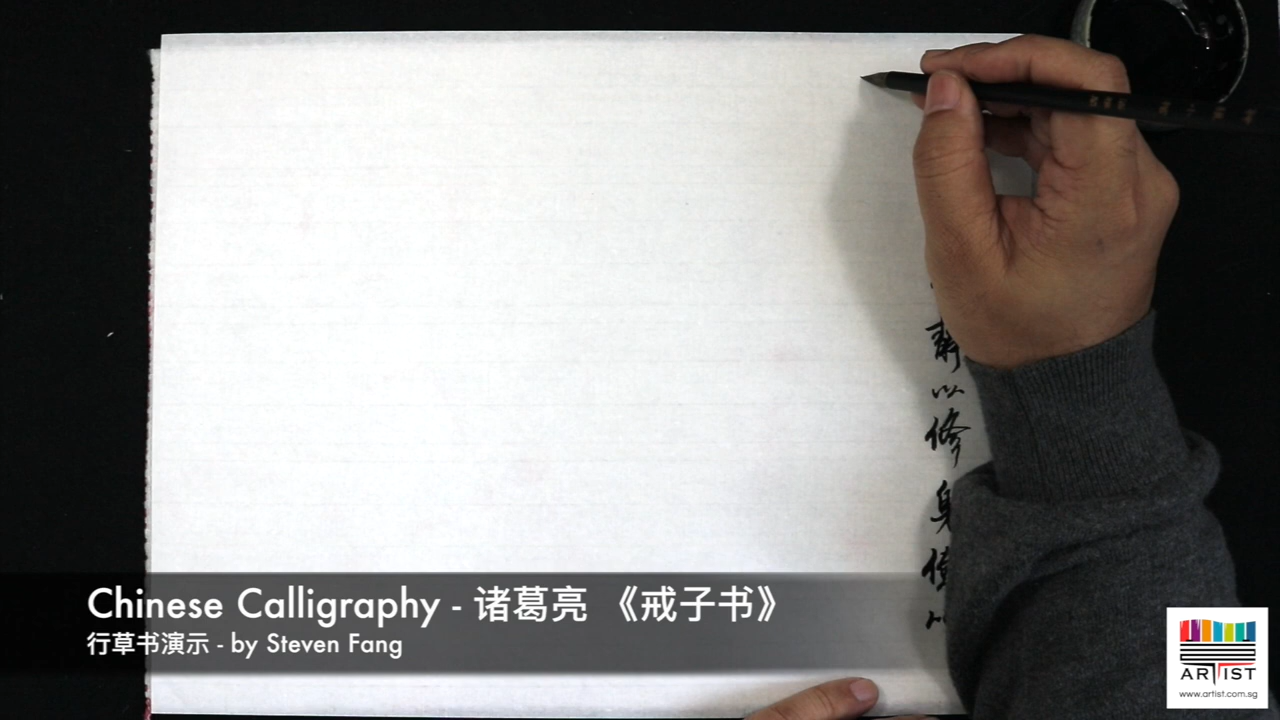 静
以
修
身
俭
以
Chinese Calligraphy - 诸葛亮 《戒子书》
行草书演示 - by Steven Fang
ARTIST
www.artist.com.sg